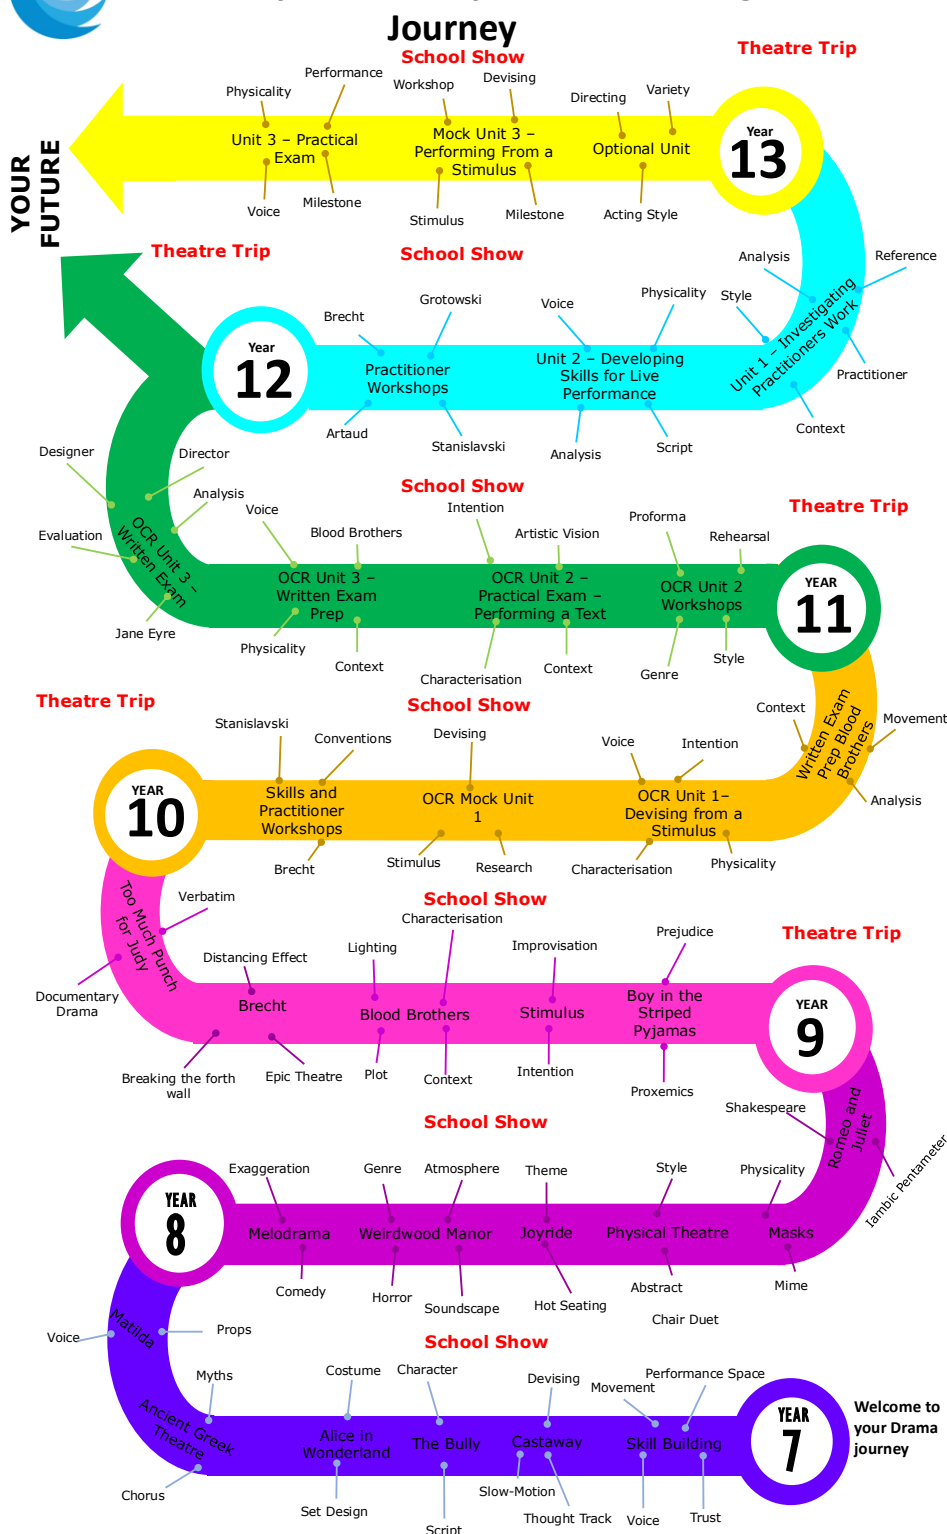 Journey
School Show
Theatre Trip
Physicality
Performance
Workshop
Devising
Directing
Variety
YOUR
FUTURE
Unit 3 – Practical
Exam
Mock Unit 3 –
Performing From a
Stimulus
Optional Unit
Year
13
Voice
Milestone
Stimulus
Milestone
Acting Style
Theatre Trip
School Show
Analysis
Reference
Brecht
Grotowski
Voice
Physicality
Style
Year
12
Practitioner
Workshops
Unit 2 – Developing
Skills for Live
Performance
Unit 1 – Investigating
Practitioners Work
Practitioner
Context
Artaud
Stanislavski
Analysis
Script
Designer
Director
Analysis
Evaluation
Jane Eyre
OCR Unit 3 –
Written Exam
School Show
Theatre Trip
Voice
Blood Brothers
Intention
Artistic Vision
Proforma
Rehearsal
OCR Unit 3 –
Written Exam
Prep
OCR Unit 2 –
Practical Exam –
Performing a Text
OCR Unit 2
Workshops
YEAR
11
Physicality
Context
Characterisation
Context
Genre
Style
Theatre Trip
School Show
Stanislavski
Conventions
Devising
Voice
Intention
Context
Movement
Analysis
Written Exam
Prep Blood
Brothers
YEAR
10
Skills and
Practitioner
Workshops
OCR Mock Unit
1
OCR Unit 1–
Devising from a
Stimulus
Brecht
Stimulus
Research
Characterisation
Physicality
Too Much Punch
for Judy
Verbatim
Documentary
Drama
School Show
Theatre Trip
Distancing Effect
Lighting
Characterisation
Improvisation
Prejudice
Brecht
Blood Brothers
Stimulus
Boy in the
Striped
Pyjamas
YEAR
9
Breaking the forth
wall
Epic Theatre
Plot
Context
Intention
Proxemics
School Show
Shakespeare
Romeo and
Juliet
Iambic Pentameter
Exaggeration
Genre
Atmosphere
Theme
Style
Physicality
YEAR
8
Melodrama
Weirdwood Manor
Joyride
Physical Theatre
Masks
Comedy
Horror
Soundscape
Hot Seating
Abstract
Chair Duet
Mime
Matilda
Voice
Props
School Show
Myths
Costume
Character
Devising
Movement
Performance Space
Ancient Greek
Theatre
Alice in
Wonderland
The Bully
Castaway
Skill Building
YEAR
7
Welcome to
your Drama
journey
Chorus
Set Design
Script
Slow-Motion
Thought Track
Voice
Trust